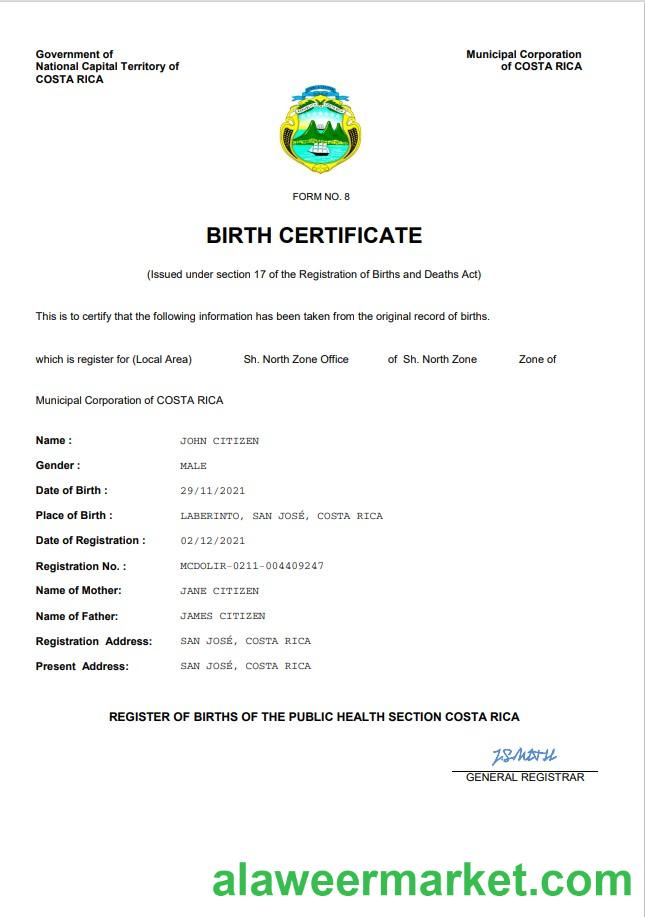 Government of
National Capital Territory of
COSTA RICA
Municipal Corporation
of COSTA RICA
FORM NO. 8
BIRTH CERTIFICATE
(Issued under section 17 of the Registration of Births and Deaths Act)
This is to certify that the following information has been taken from the original record of births.
which is register for (Local Area) Sh. North Zone Office of Sh. North Zone Zone of
Municipal Corporation of COSTA RICA
Name : JOHN CITIZEN
Gender : MALE
Date of Birth : 29/11/2021
Place of Birth : LABERINTO, SAN JOSÉ, COSTA RICA
Date of Registration : 02/12/2021
Registration No. : MCDOLIR-0211-004409247
Name of Mother: JANE CITIZEN
Name of Father: JAMES CITIZEN
Registration Address: SAN JOSÉ, COSTA RICA
Present Address: SAN JOSÉ, COSTA RICA
REGISTER OF BIRTHS OF THE PUBLIC HEALTH SECTION COSTA RICA
GENERAL REGISTRAR
alaweermarket.com